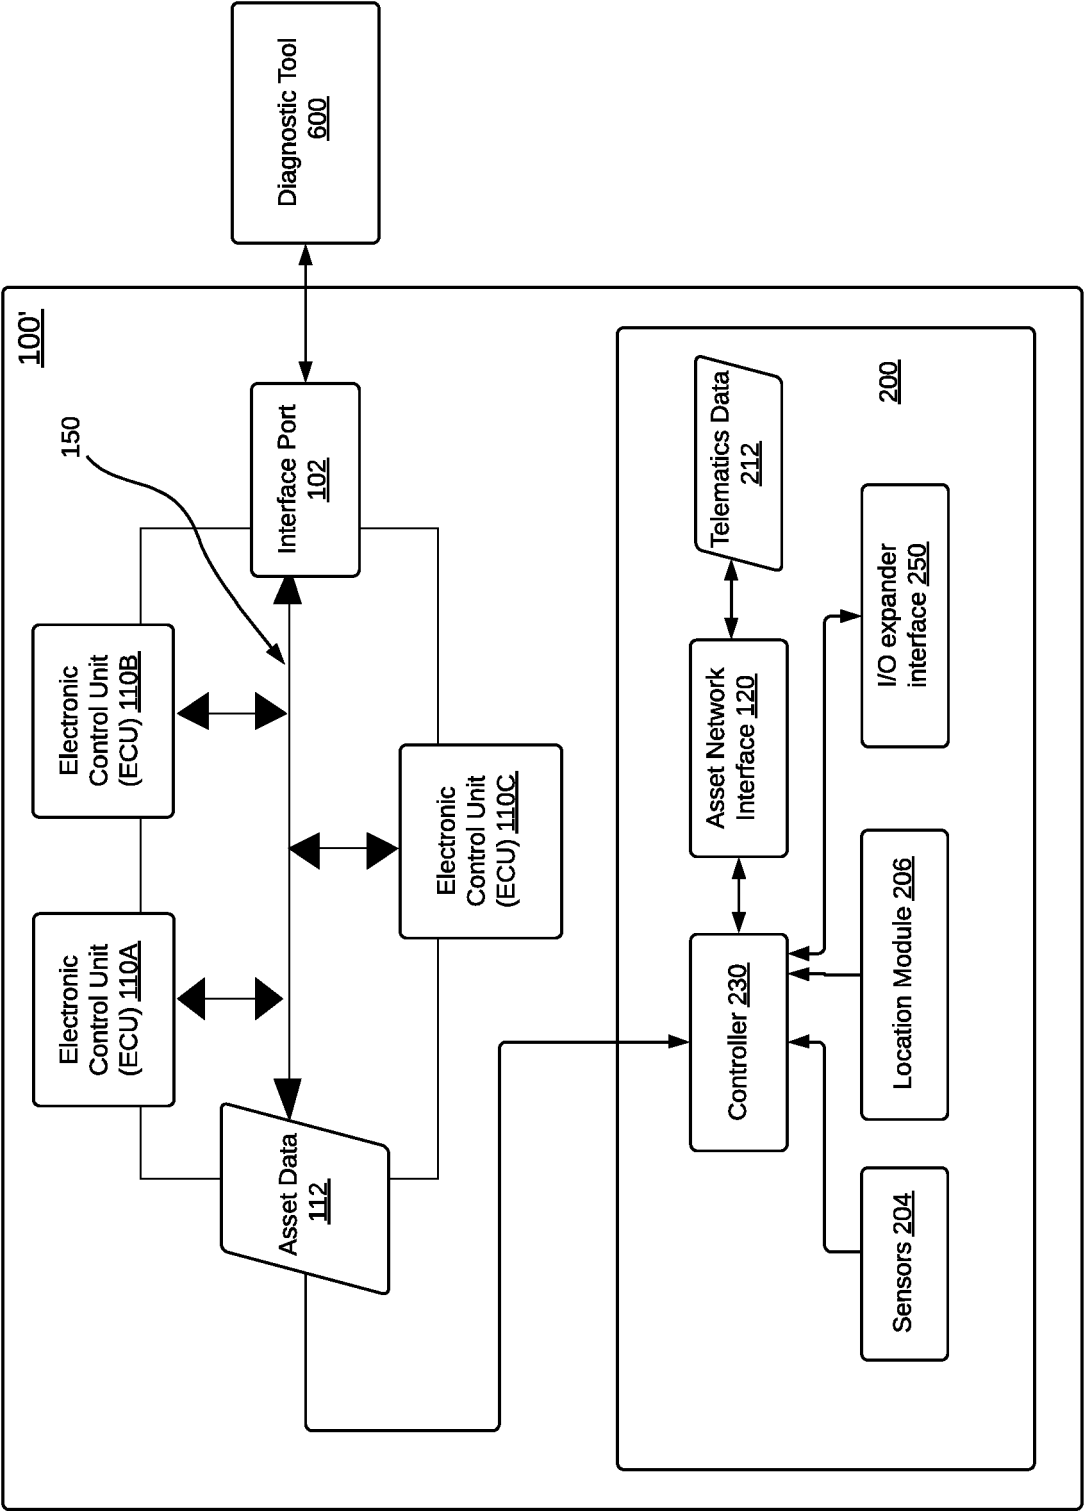 100'
150
Electronic
Control Unit
(ECU) 110A
Electronic
Control Unit
(ECU) 110B
Asset Data
112
Interface Port
102
Diagnostic Tool
600
Electronic
Control Unit
(ECU) 110C
Controller 230
Asset Network
Interface 120
Telematics Data
212
Sensors 204
Location Module 206
I/O expander
interface 250
200